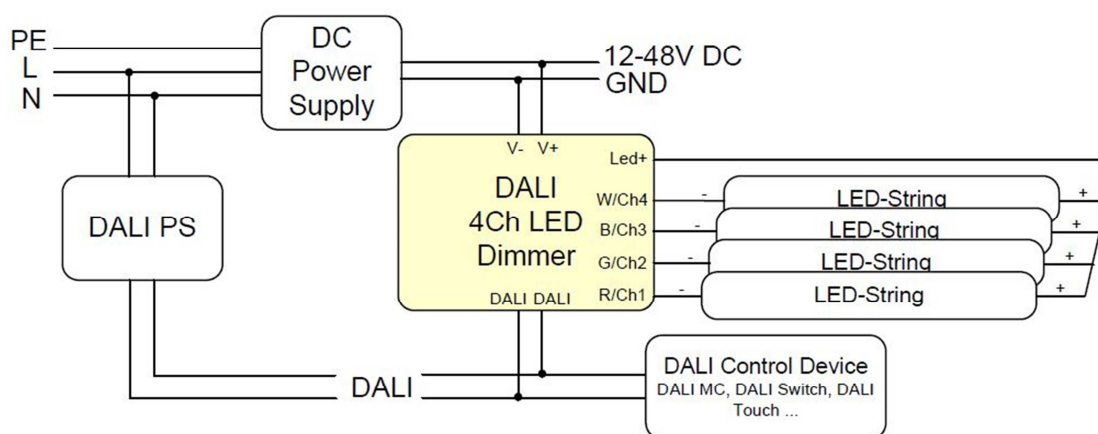 PE
L
N
DC
Power
Supply
12-48V DC
GND
DALI PS
V- V+
DALI
4Ch LED
Dimmer
Led+
W/Ch4
B/Ch3
G/Ch2
R/Ch1
DALI DALI
- LED-String +
- LED-String +
- LED-String +
- LED-String +
DALI
DALI Control Device
DALI MC, DALI Switch, DALI
Touch ...